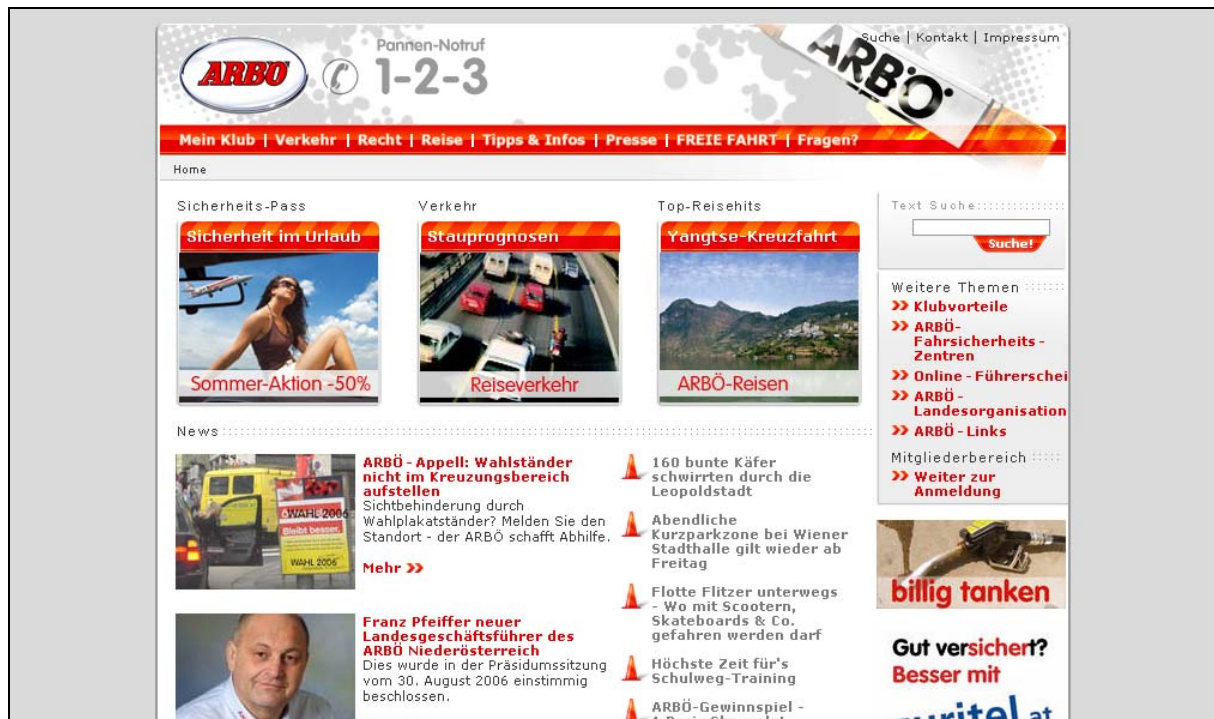 Suche | Kontakt | Impressum
ARBÖ
Pannen-Notruf
1-2-3
ARBÖ
Mein Klub | Verkehr | Recht | Reise | Tipps & Infos | Presse | FREIE FAHRT | Fragen?
Home
Sicherheits-Pass
Sicherheit im Urlaub
Sommer-Aktion -50%
Verkehr
Stauprognosen
Reiseverkehr
Top-Reisehits
Yangtse-Kreuzfahrt
ARBÖ-Reisen
Text Suche
Suche!
Weitere Themen
Klubvorteile
ARBÖ-
Fahrsicherheits-
Zentren
Online - Führerschei
ARBÖ -
Landesorganisation
ARBÖ - Links
Mitgliederbereich
Weiter zur
Anmeldung
News
WAHL 2006
Bleibt besser.
WAHL 2006
ARBÖ - Appell: Wahlständer
nicht im Kreuzungsbereich
aufstellen
Sichtbehinderung durch
Wahlplakatständer? Melden Sie den
Standort - der ARBÖ schafft Abhilfe.
Mehr
Franz Pfeiffer neuer
Landesgeschäftsführer des
ARBÖ Niederösterreich
Dies wurde in der Präsidumssitzung
vom 30. August 2006 einstimmig
beschlossen.
160 bunte Käfer
schwirrten durch die
Leopoldstadt
Abendliche
Kurzparkzone bei Wiener
Stadthalle gilt wieder ab
Freitag
Flotte Flitzer unterwegs
- Wo mit Scootern,
Skateboards & Co.
gefahren werden darf
Höchste Zeit für's
Schulweg-Training
ARBÖ-Gewinnspiel -
billig tanken
Gut versichert?
Besser mit